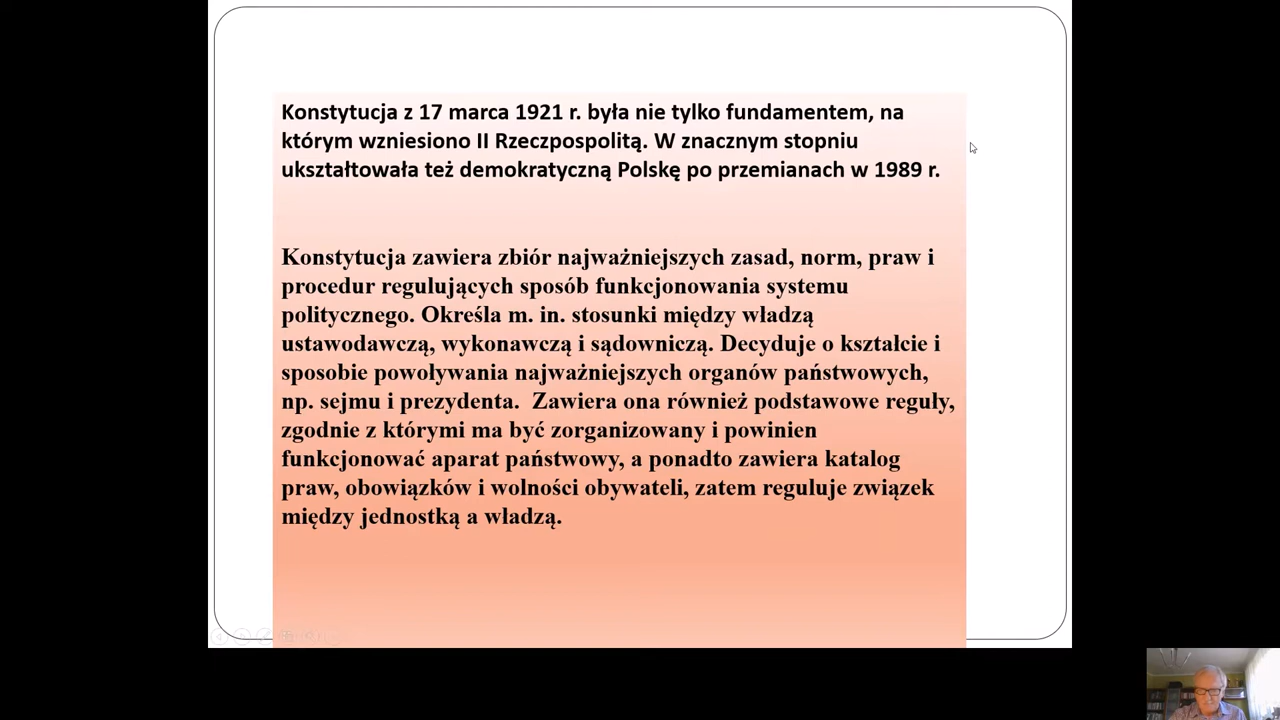 Konstytucja z 17 marca 1921 r. była nie tylko fundamentem, na
którym wzniesiono II Rzeczpospolitą. W znacznym stopniu
ukształtowała też demokratyczną Polskę po przemianach w 1989 r.
Konstytucja zawiera zbiór najważniejszych zasad, norm, praw i
procedur regulujących sposób funkcjonowania systemu
politycznego. Określa m. in. stosunki między władzą
ustawodawczą, wykonawczą i sądowniczą. Decyduje o kształcie i
sposobie powoływania najważniejszych organów państwowych,
np. sejmu i prezydenta.  Zawiera ona również podstawowe reguły,
zgodnie z którymi ma być zorganizowany i powinien
funkcjonować aparat państwowy, a ponadto zawiera katalog
praw, obowiązków i wolności obywateli, zatem reguluje związek
między jednostką a władzą.